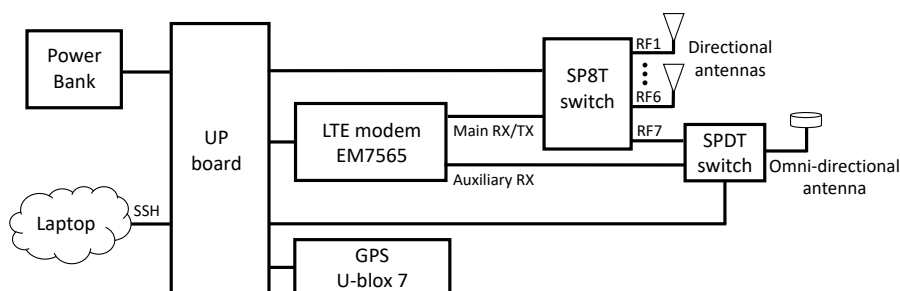 Power
Bank
UP
board
Laptop
SSH
LTE modem
EM7565
GPS
U-blox 7
Main RX/TX
Auxiliary RX
SP8T
switch
RF1
RF6
RF7
Directional
antennas
SPDT
switch
Omni-directional
antenna